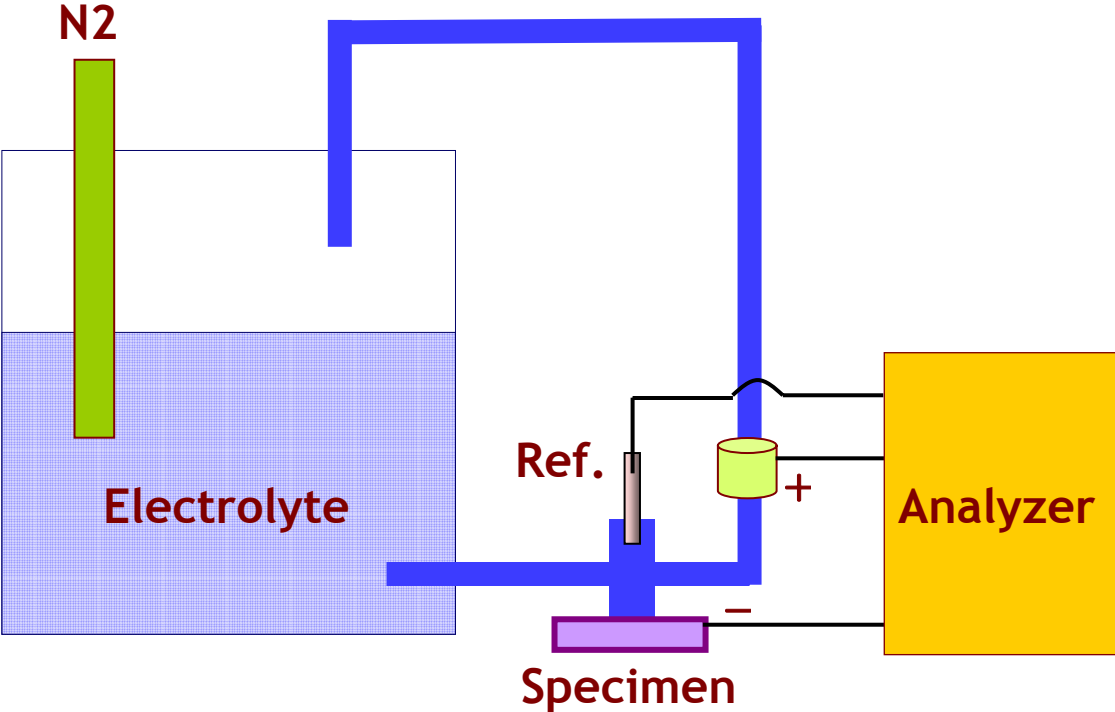 N2
Ref.
+
Electrolyte
Analyzer
−
Specimen